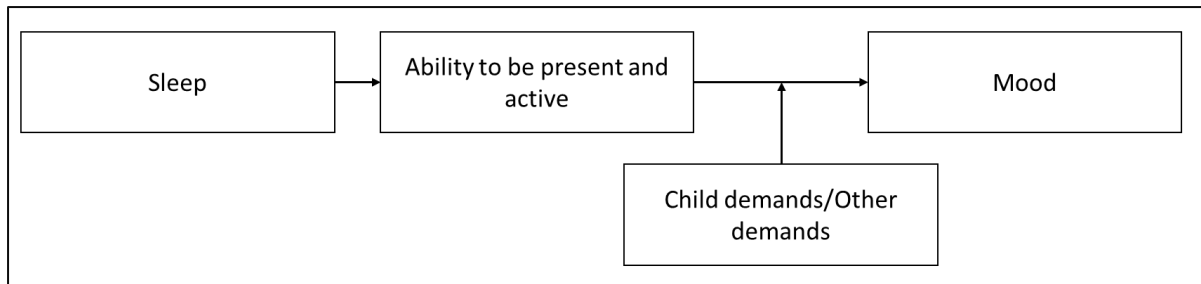 Sleep
Ability to be present and
active
Mood
Child demands/Other
demands